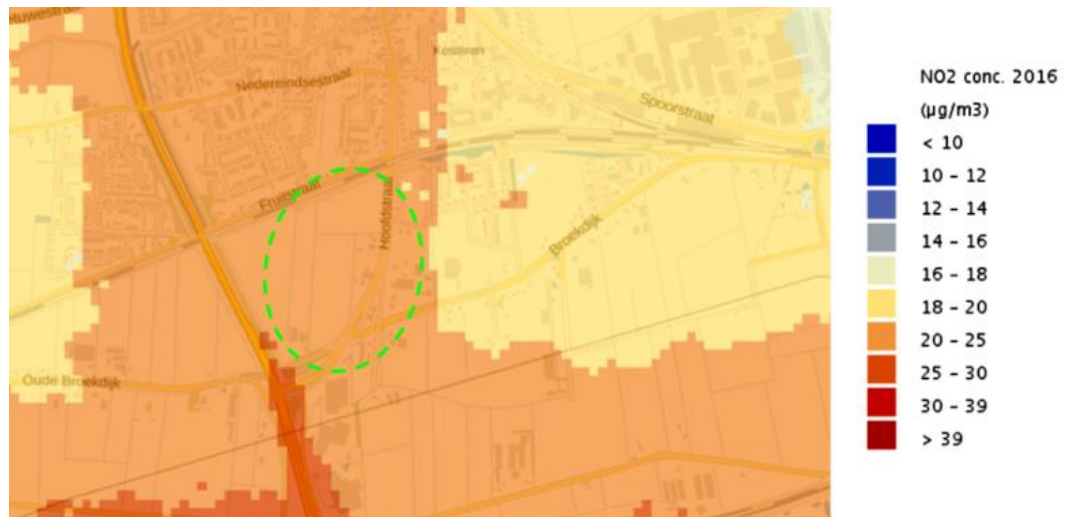 Nedereindsestraat
Kesteren
Spoorstraat
Fruitstraat
Hoofdstraat
Broekdijk
Oude Broekdijk
NO2 conc. 2016
(µg/m3)
< 10
10 – 12
12 – 14
14 – 16
16 – 18
18 – 20
20 – 25
25 – 30
30 – 39
> 39